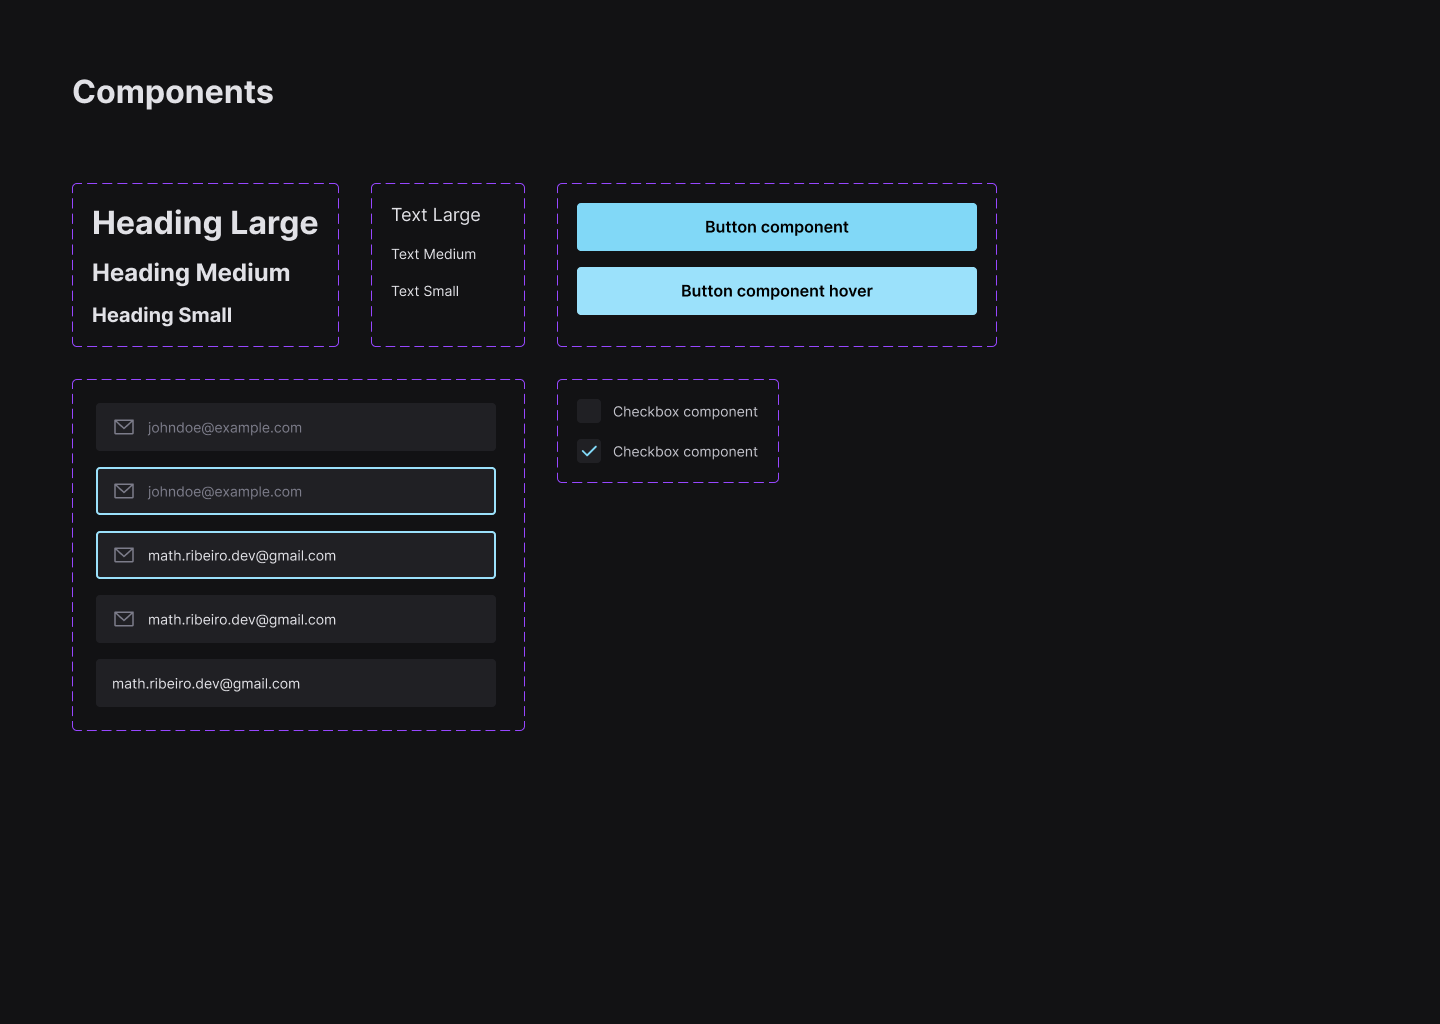 Components
Heading Large
Heading Medium
Heading Small
Text Large
Text Medium
Text Small
Button component
Button component hover
johndoe@example.com
johndoe@example.com
math.ribeiro.dev@gmail.com
math.ribeiro.dev@gmail.com
math.ribeiro.dev@gmail.com
Checkbox component
Checkbox component